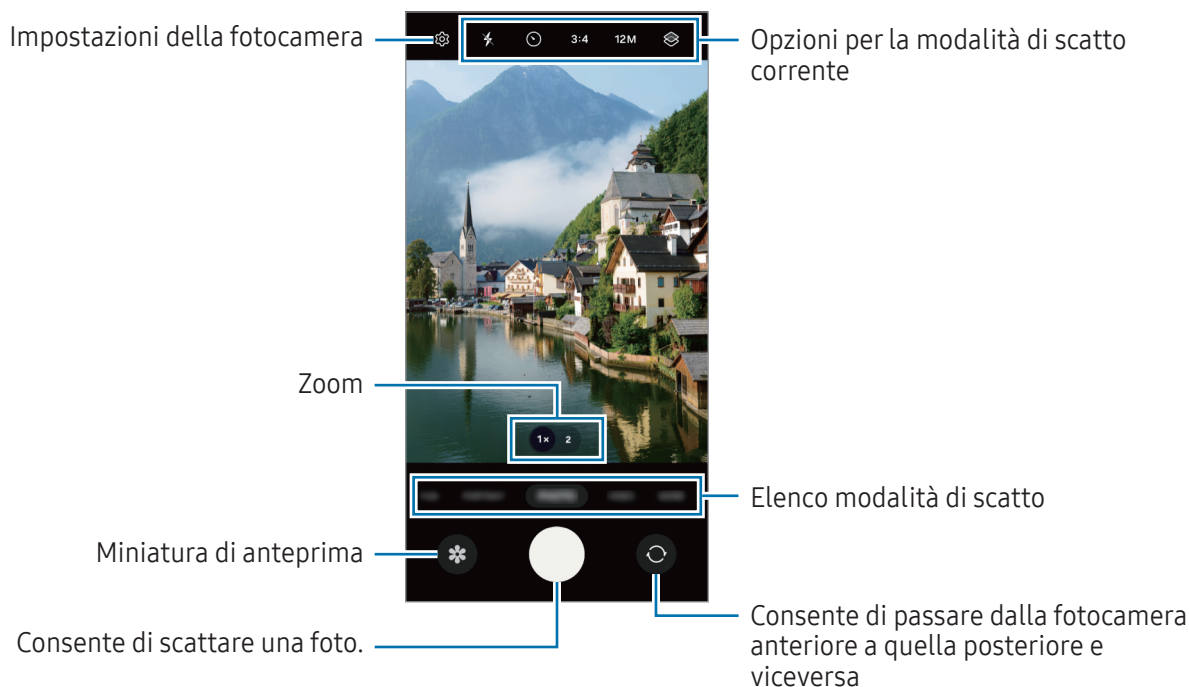 Impostazioni della fotocamera
3:4 12M
Opzioni per la modalità di scatto
corrente
Zoom
1x 2
Elenco modalità di scatto
Miniatura di anteprima
Consente di scattare una foto.
Consente di passare dalla fotocamera
anteriore a quella posteriore e
viceversa